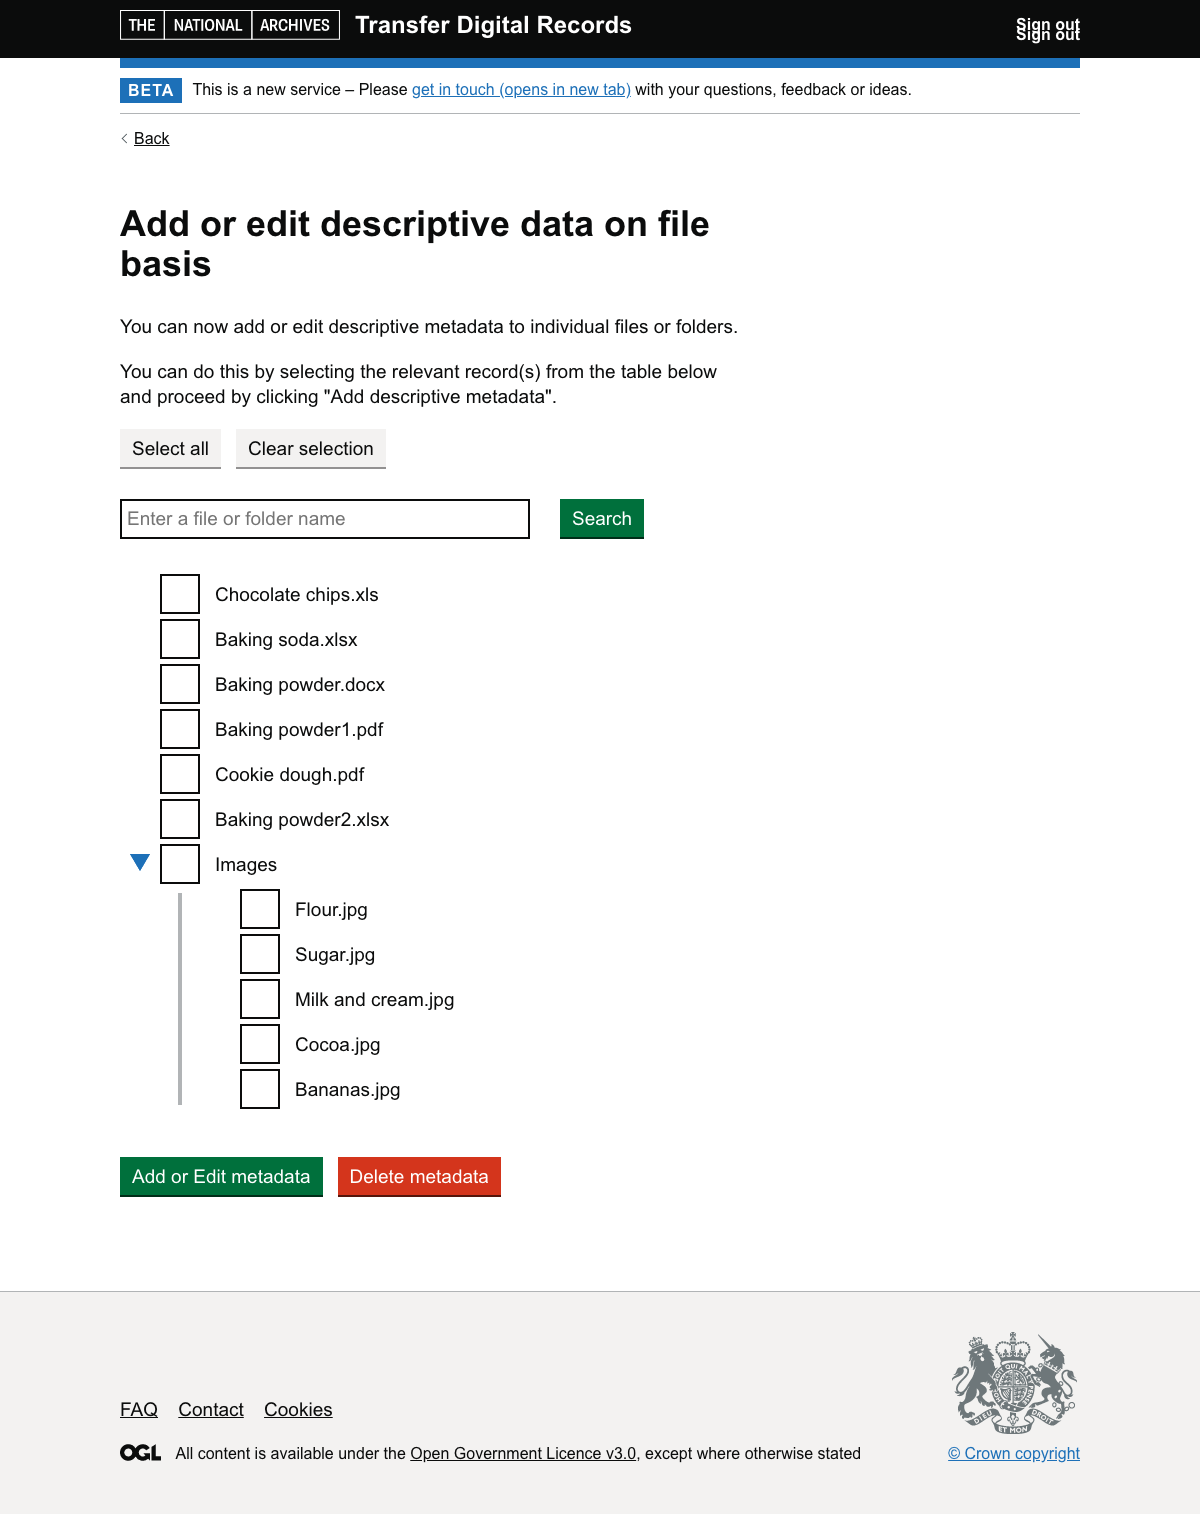 THE NATIONAL ARCHIVES Transfer Digital Records Sign out
Sign out
BETA This is a new service – Please get in touch (opens in new tab) with your questions, feedback or ideas.
Back
Add or edit descriptive data on file
basis
You can now add or edit descriptive metadata to individual files or folders.
You can do this by selecting the relevant record(s) from the table below
and proceed by clicking "Add descriptive metadata".
Select all Clear selection
Enter a file or folder name Search
Chocolate chips.xls
Baking soda.xlsx
Baking powder.docx
Baking powder1.pdf
Cookie dough.pdf
Baking powder2.xlsx
Images
Flour.jpg
Sugar.jpg
Milk and cream.jpg
Cocoa.jpg
Bananas.jpg
Add or Edit metadata Delete metadata
FAQ Contact Cookies
DIEU ET MON DROIT
OGL All content is available under the Open Government Licence v3.0, except where otherwise stated © Crown copyright